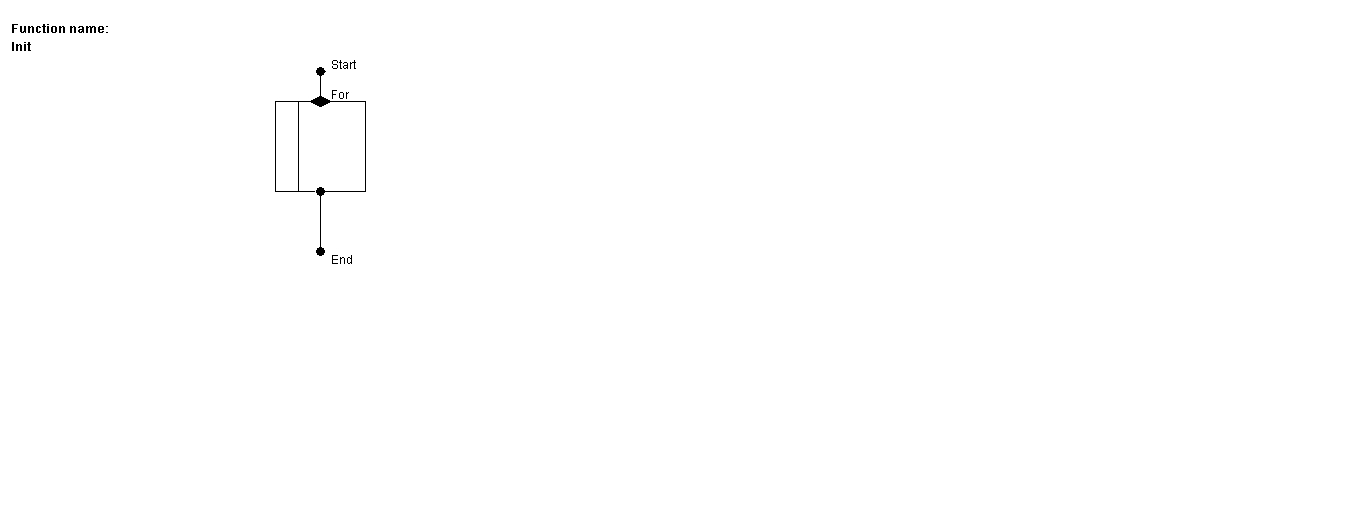 Function name:
Init
Start
For
End